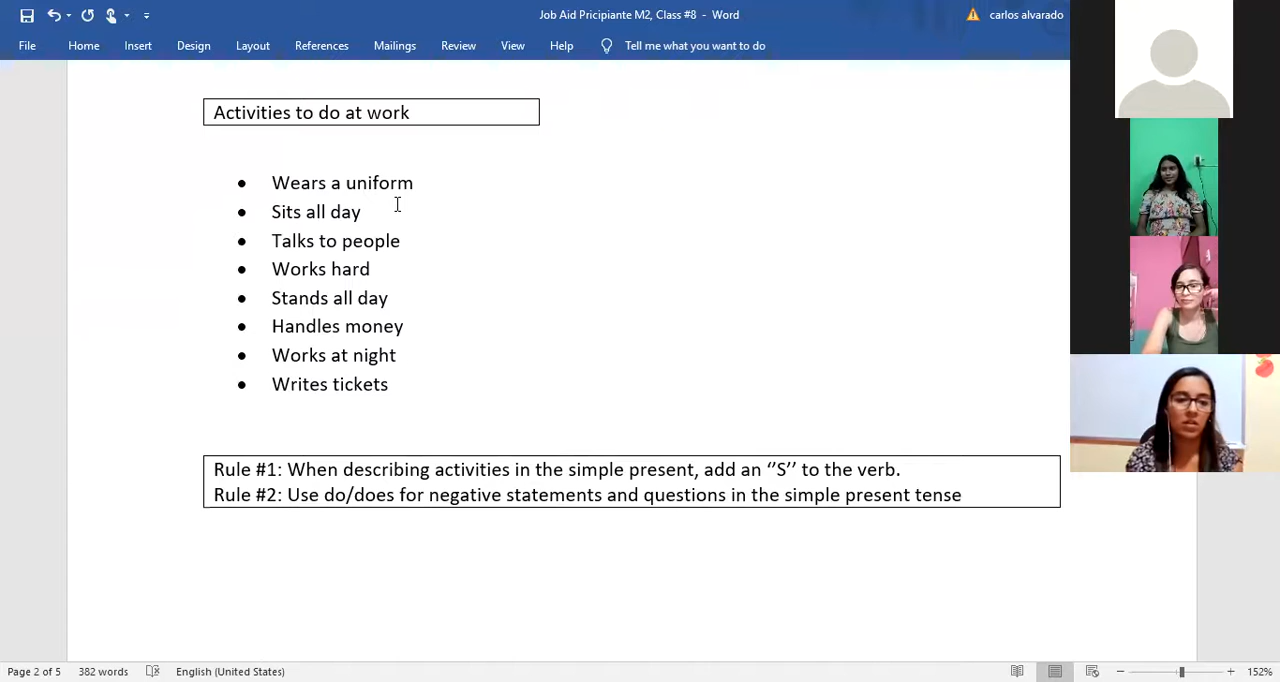 Job Aid Pricipiante M2, Class #8 - Word
carlos alvarado
File Home Insert Design Layout References Mailings Review View Help Tell me what you want to do
Activities to do at work
• Wears a uniform
• Sits all day
• Talks to people
• Works hard
• Stands all day
• Handles money
• Works at night
• Writes tickets
Rule #1: When describing activities in the simple present, add an ‘’S’’ to the verb.
Rule #2: Use do/does for negative statements and questions in the simple present tense
Page 2 of 5 382 words English (United States) 152%